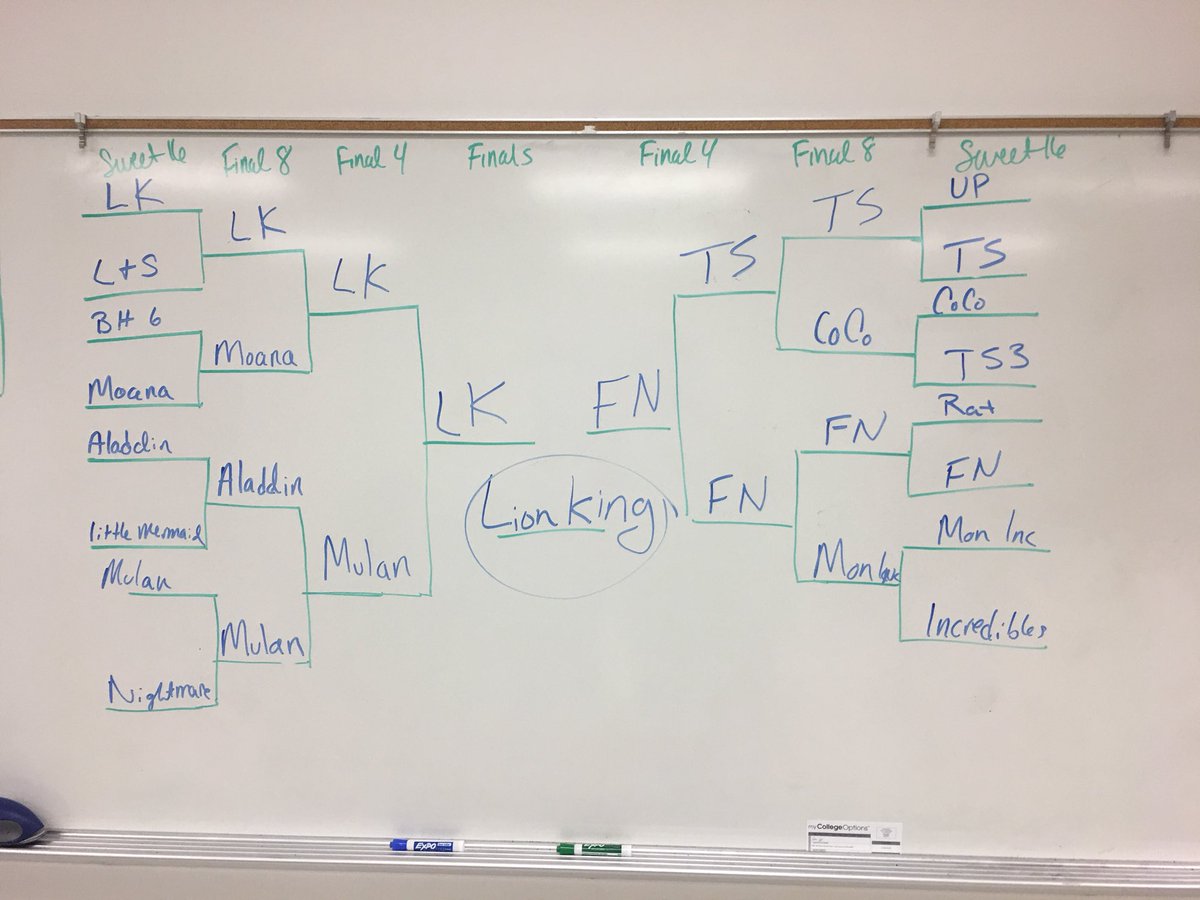 Sweet 16 Final 8 Final 4 Finals Final 4 Final 8 Sweet 16
LK
L+S
BH 6
Moana
Aladdin
little mermaid
Mulan
Nightmare
LK
Moana
Aladdin
Mulan
LK
Mulan
LK
Lion King
FN
TS
FN
TS
CoCo
FN
Mon
UP
TS
CoCo
TS3
Rat
FN
Mon Inc
Incredibles
EXPO
EXPO
myCollegeOptions